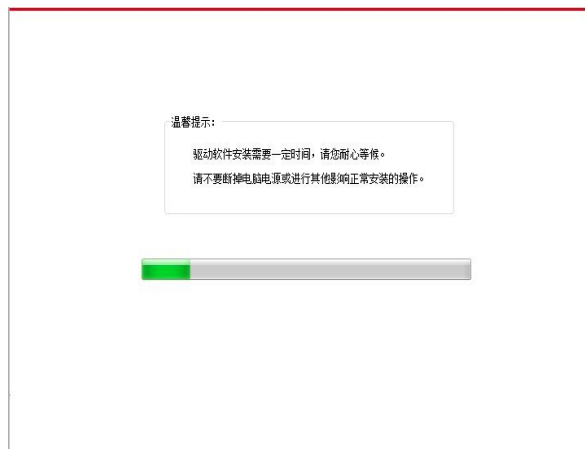 温馨提示：
驱动软件安装需要一定时间，请您耐心等候。
请不要断掉电脑电源或进行其他影响正常安装的操作。